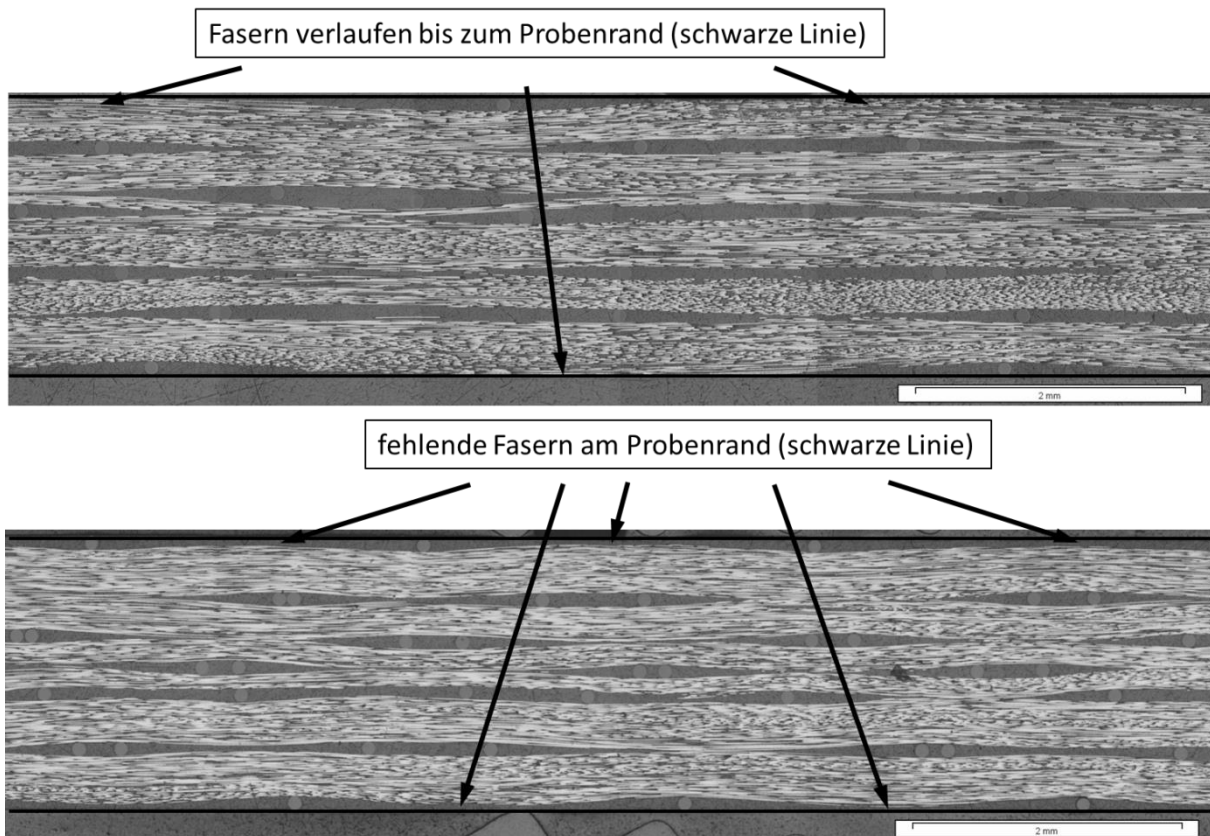 Fasern verlaufen bis zum Probenrand (schwarze Linie)
2 mm
fehlende Fasern am Probenrand (schwarze Linie)
2 mm